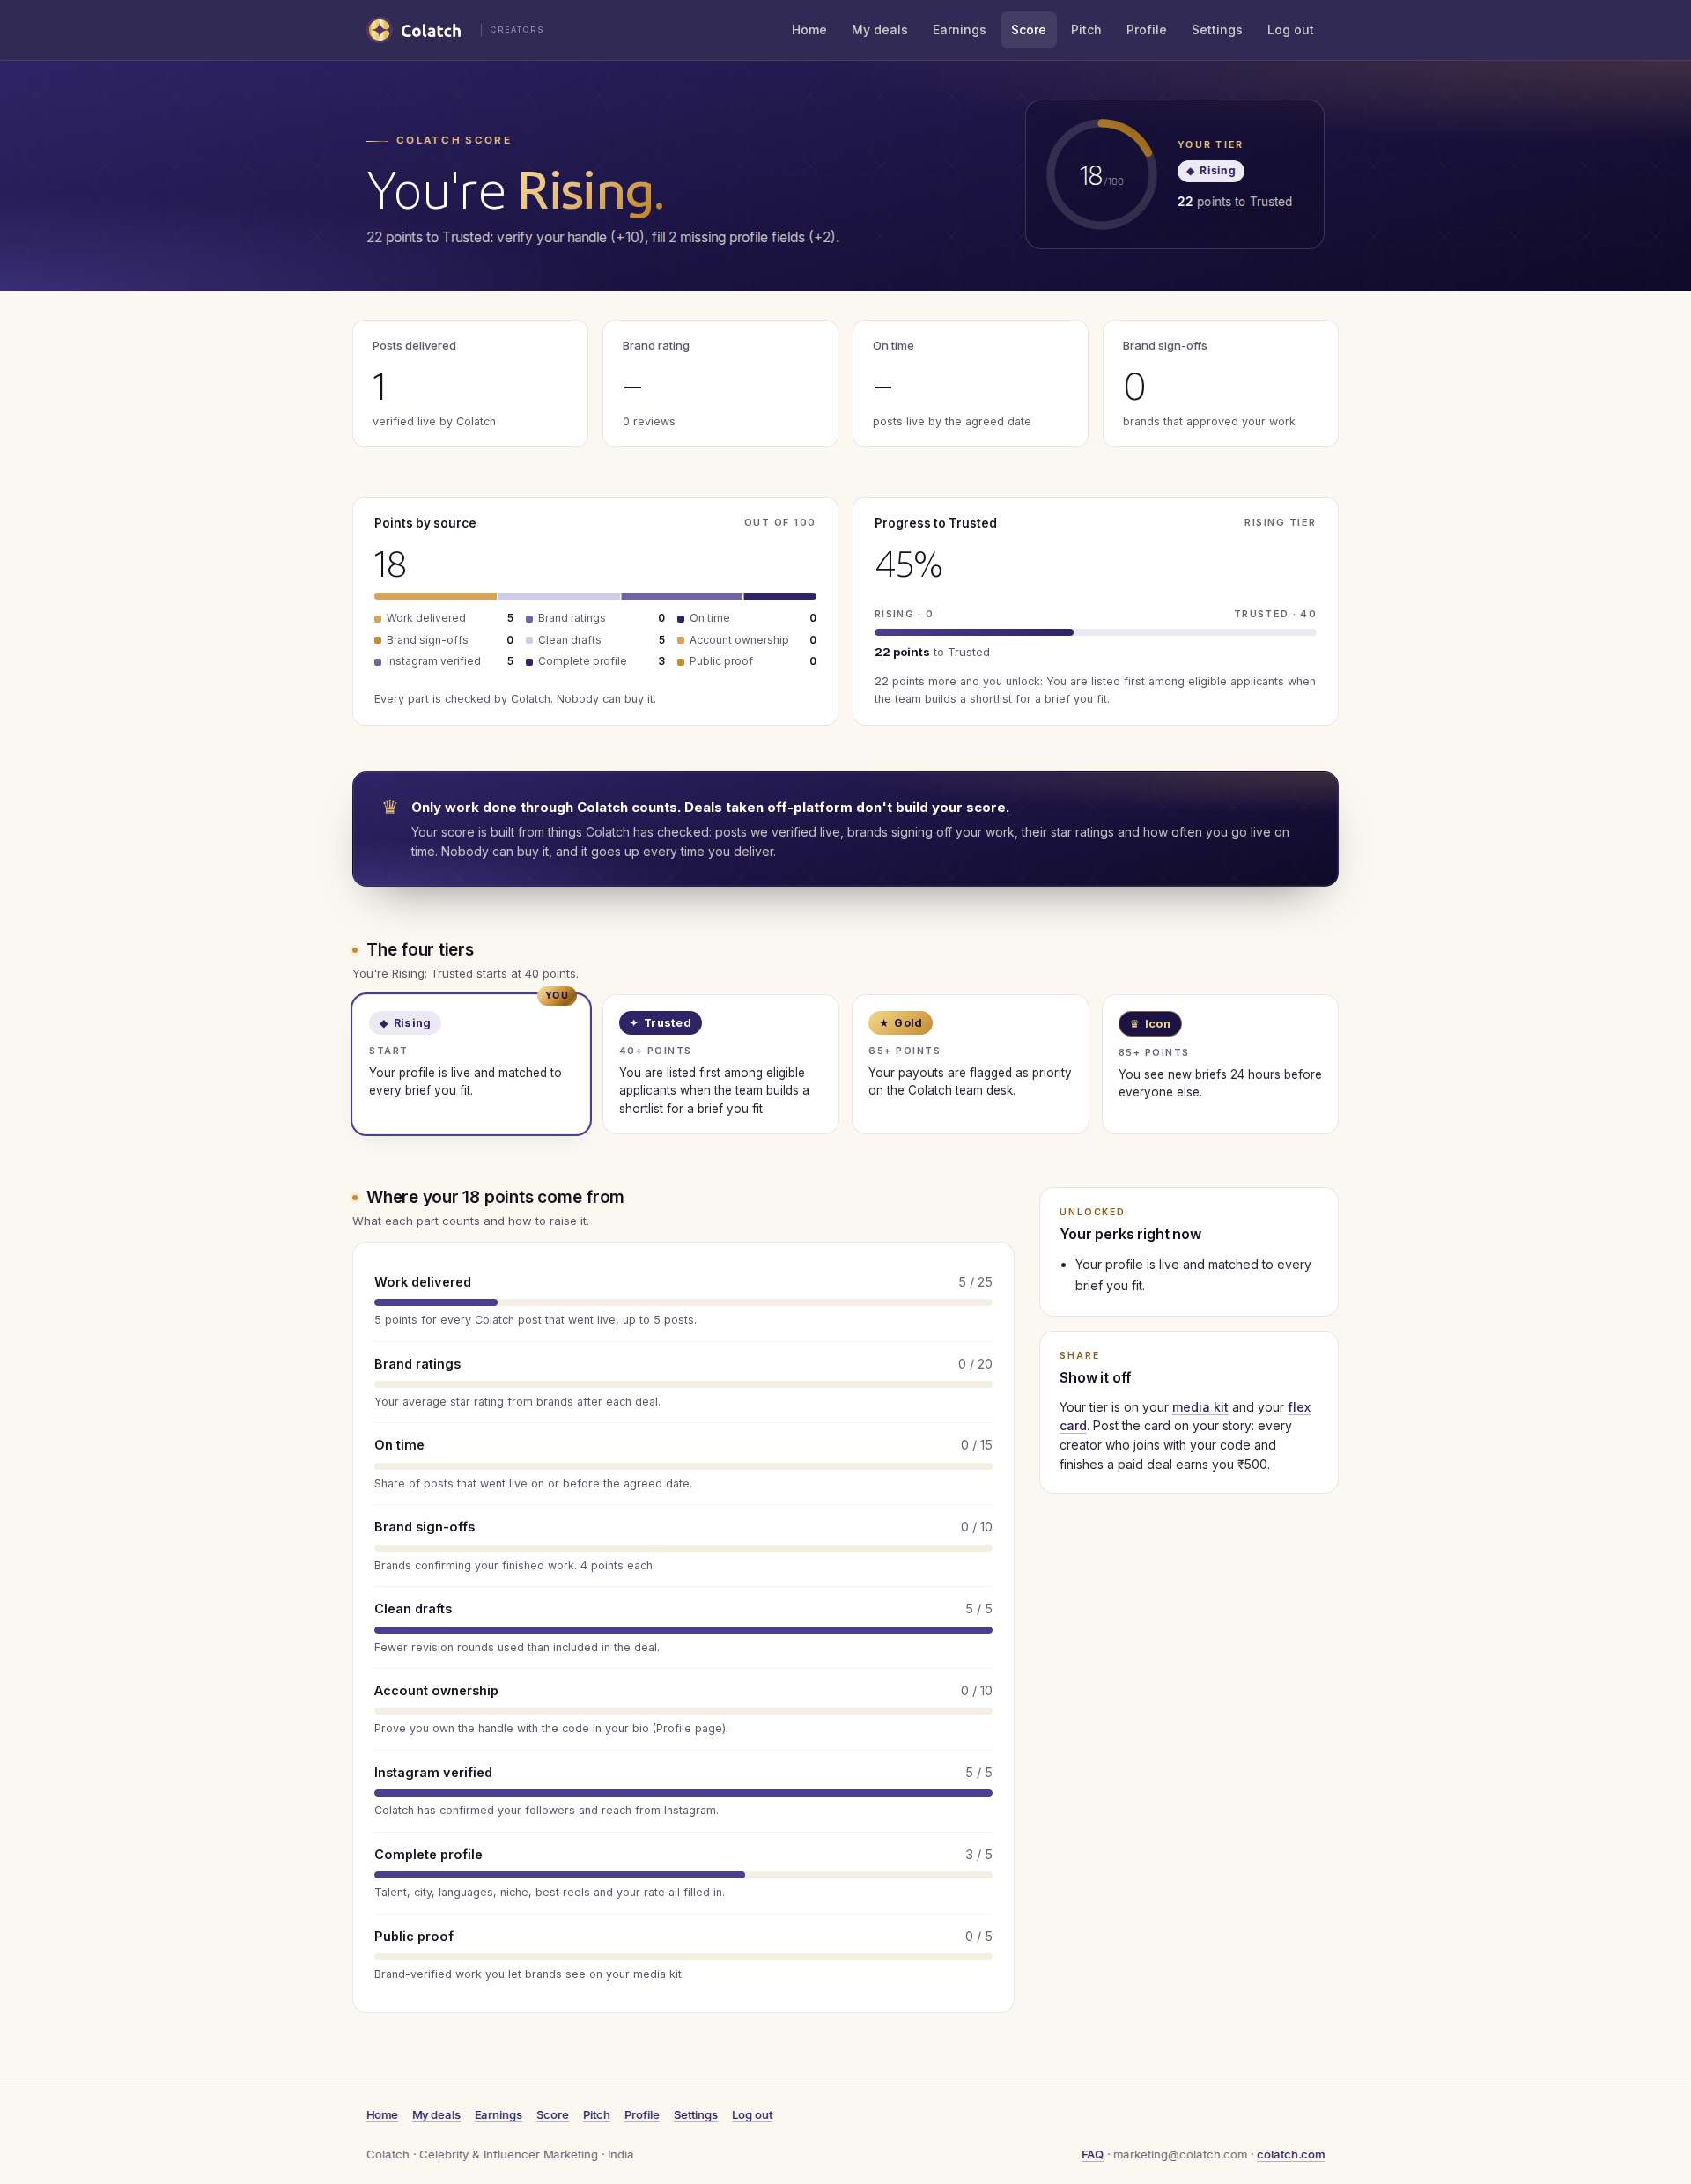 Colatch
CREATORS
Home
My deals
Earnings
Score
Pitch
Profile
Settings
Log out
COLATCH SCORE
You're Rising.
22 points to Trusted: verify your handle (+10), fill 2 missing profile fields (+2).
18/100
YOUR TIER
◆ Rising
22 points to Trusted
Posts delivered
1
verified live by Colatch
Brand rating
–
0 reviews
On time
–
posts live by the agreed date
Brand sign-offs
0
brands that approved your work
Points by source
OUT OF 100
18
Work delivered 5
Brand ratings 0
On time 0
Brand sign-offs 0
Clean drafts 5
Account ownership 0
Instagram verified 5
Complete profile 3
Public proof 0
Every part is checked by Colatch. Nobody can buy it.
Progress to Trusted
RISING TIER
45%
RISING · 0
TRUSTED · 40
22 points to Trusted
22 points more and you unlock: You are listed first among eligible applicants when
the team builds a shortlist for a brief you fit.
♛ Only work done through Colatch counts. Deals taken off-platform don't build your score.
Your score is built from things Colatch has checked: posts we verified live, brands signing off your work, their star ratings and how often you go live on
time. Nobody can buy it, and it goes up every time you deliver.
The four tiers
You're Rising; Trusted starts at 40 points.
YOU
◆ Rising
START
Your profile is live and matched to
every brief you fit.
✦ Trusted
40+ POINTS
You are listed first among eligible
applicants when the team builds a
shortlist for a brief you fit.
★ Gold
65+ POINTS
Your payouts are flagged as priority
on the Colatch team desk.
♛ Icon
85+ POINTS
You see new briefs 24 hours before
everyone else.
Where your 18 points come from
What each part counts and how to raise it.
Work delivered 5 / 25
5 points for every Colatch post that went live, up to 5 posts.
Brand ratings 0 / 20
Your average star rating from brands after each deal.
On time 0 / 15
Share of posts that went live on or before the agreed date.
Brand sign-offs 0 / 10
Brands confirming your finished work. 4 points each.
Clean drafts 5 / 5
Fewer revision rounds used than included in the deal.
Account ownership 0 / 10
Prove you own the handle with the code in your bio (Profile page).
Instagram verified 5 / 5
Colatch has confirmed your followers and reach from Instagram.
Complete profile 3 / 5
Talent, city, languages, niche, best reels and your rate all filled in.
Public proof 0 / 5
Brand-verified work you let brands see on your media kit.
UNLOCKED
Your perks right now
• Your profile is live and matched to every
brief you fit.
SHARE
Show it off
Your tier is on your media kit and your flex
card. Post the card on your story: every
creator who joins with your code and
finishes a paid deal earns you ₹500.
Home
My deals
Earnings
Score
Pitch
Profile
Settings
Log out
Colatch · Celebrity & Influencer Marketing · India
FAQ · marketing@colatch.com · colatch.com